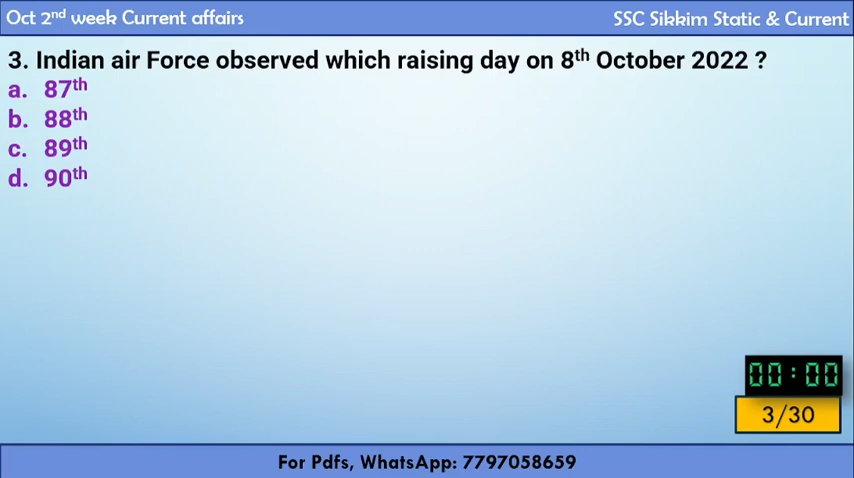 Oct 2nd week Current affairs
SSC Sikkim Static & Current
3. Indian air Force observed which raising day on 8th October 2022 ?
a. 87th
b. 88th
c. 89th
d. 90th
00:00
3/30
For Pdfs, WhatsApp: 7797058659